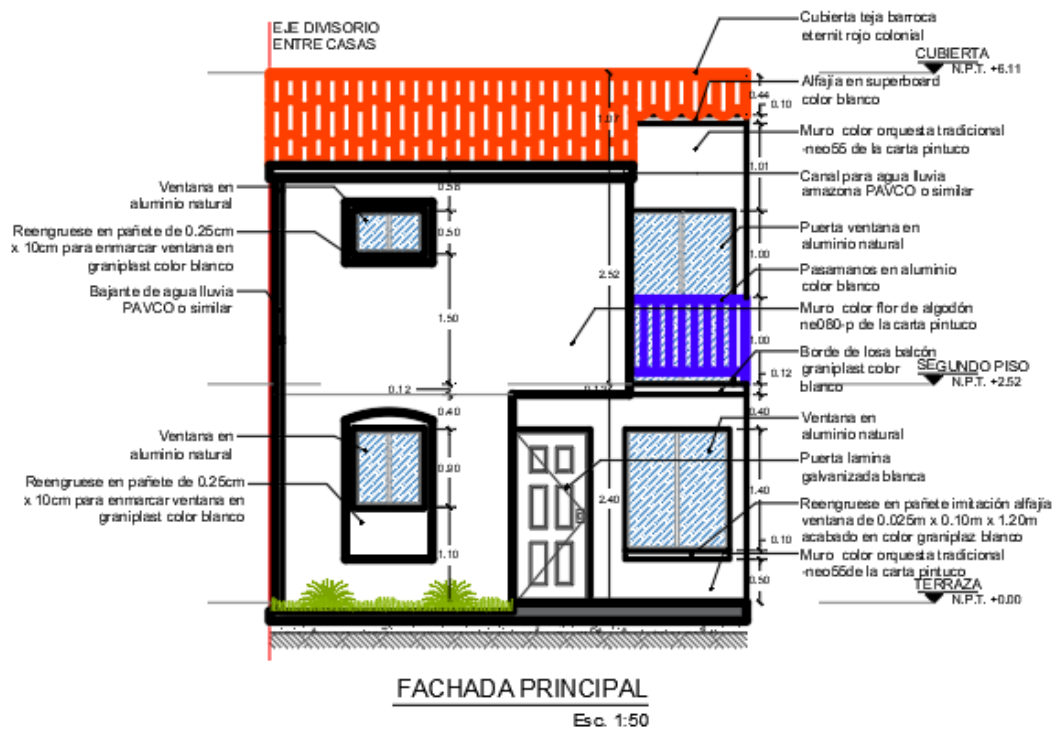 EJE DIVISORIO
ENTRE CASAS
Cubierta teja barroca
eternit rojo colonial
CUBIERTA
N.P.T. +6.11
Alfajia en superboard
color blanco
Muro color orquesta tradicional
-neo55 de la carta pintuco
Canal para agua lluvia
amazona PAVCO o similar
Puerta ventana en
aluminio natural
Pasamanos en aluminio
color blanco
Muro color flor de algodón
ne080-p de la carta pintuco
Borde de losa balcón
graniplast color
blanco
SEGUNDO PISO
N.P.T. +2.52
Ventana en
aluminio natural
Puerta lamina
galvanizada blanca
Reengruese en pañete imitación alfajia
ventana de 0.025m x 0.10m x 1.20m
acabado en color graniplaz blanco
Muro color orquesta tradicional
-neo55de la carta pintuco
TERRAZA
N.P.T. +0.00
Ventana en
aluminio natural
Reengruese en pañete de 0.25cm
x 10cm para enmarcar ventana en
graniplast color blanco
Bajante de agua lluvia
PAVCO o similar
Ventana en
aluminio natural
Reengruese en pañete de 0.25cm
x 10cm para enmarcar ventana en
graniplast color blanco
0.58
0.50
1.50
0.12
0.40
0.90
1.10
1.07
2.52
2.40
0.44
0.10
1.01
1.00
1.00
0.12
0.40
1.40
0.10
0.50
FACHADA PRINCIPAL
Esc. 1:50